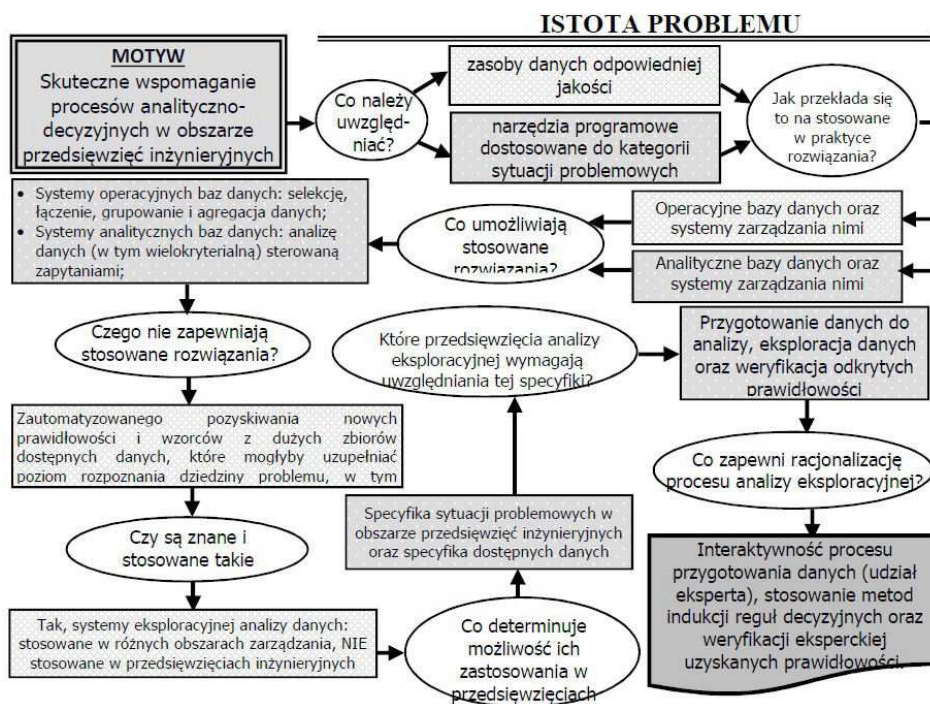 ISTOTA PROBLEMU
MOTYW
Skuteczne wspomaganie
procesów analityczno-
decyzyjnych w obszarze
przedsięwzięć inżynieryjnych
Co należy
uwzględ-
niać?
zasoby danych odpowiedniej
jakości
narzędzia programowe
dostosowane do kategorii
sytuacji problemowych
Jak przekłada się
to na stosowane
w praktyce
rozwiązania?
Operacyjne bazy danych oraz
systemy zarządzania nimi
Analityczne bazy danych oraz
systemy zarządzania nimi
Co umożliwiają
stosowane
rozwiązania?
• Systemy operacyjnych baz danych: selekcję,
łączenie, grupowanie i agregacja danych;
• Systemy analitycznych baz danych: analizę
danych (w tym wielokryterialną) sterowaną
zapytaniami;
Czego nie zapewniają
stosowane rozwiązania?
Zautomatyzowanego pozyskiwania nowych
prawidłowości i wzorców z dużych zbiorów
dostępnych danych, które mogłyby uzupełniać
poziom rozpoznania dziedziny problemu, w tym
Czy są znane i
stosowane takie
Tak, systemy eksploracyjnej analizy danych:
stosowane w różnych obszarach zarządzania, NIE
stosowane w przedsięwzięciach inżynieryjnych
Co determinuje
możliwość ich
zastosowania w
przedsięwzięciach
Specyfika sytuacji problemowych w
obszarze przedsięwzięć inżynieryjnych
oraz specyfika dostępnych danych
Które przedsięwzięcia analizy
eksploracyjnej wymagają
uwzględniania tej specyfiki?
Przygotowanie danych do
analizy, eksploracja danych
oraz weryfikacja odkrytych
prawidłowości
Co zapewni racjonalizację
procesu analizy eksploracyjnej?
Interaktywność procesu
przygotowania danych (udział
eksperta), stosowanie metod
indukcji reguł decyzyjnych oraz
weryfikacji eksperckiej
uzyskanych prawidłowości.